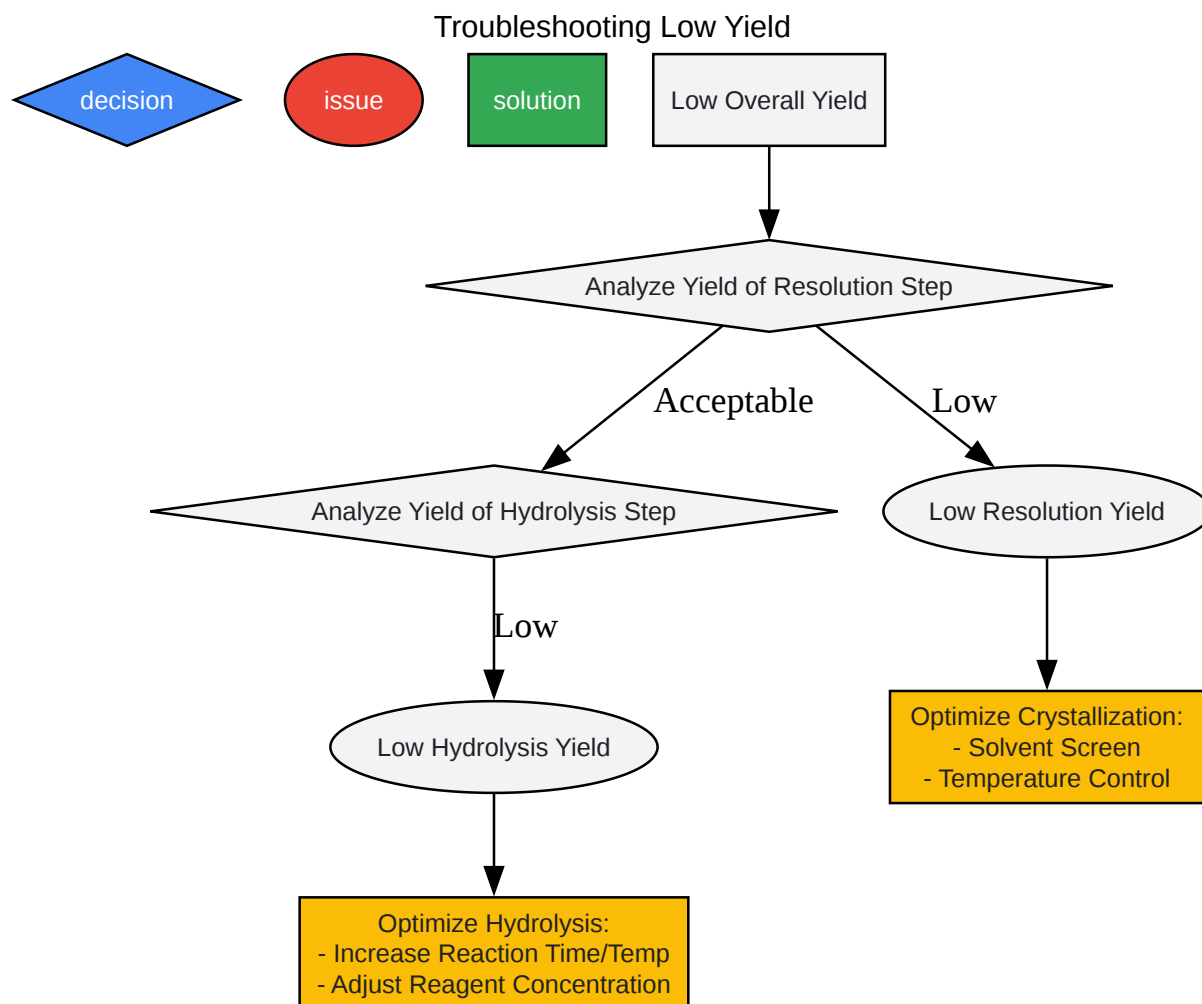 Troubleshooting Low Yield
decision
issue
solution
Low Overall Yield
Analyze Yield of Resolution Step
Acceptable
Low
Analyze Yield of Hydrolysis Step
Low Resolution Yield
Low
Low Hydrolysis Yield
Optimize Crystallization:
- Solvent Screen
- Temperature Control
Optimize Hydrolysis:
- Increase Reaction Time/Temp
- Adjust Reagent Concentration